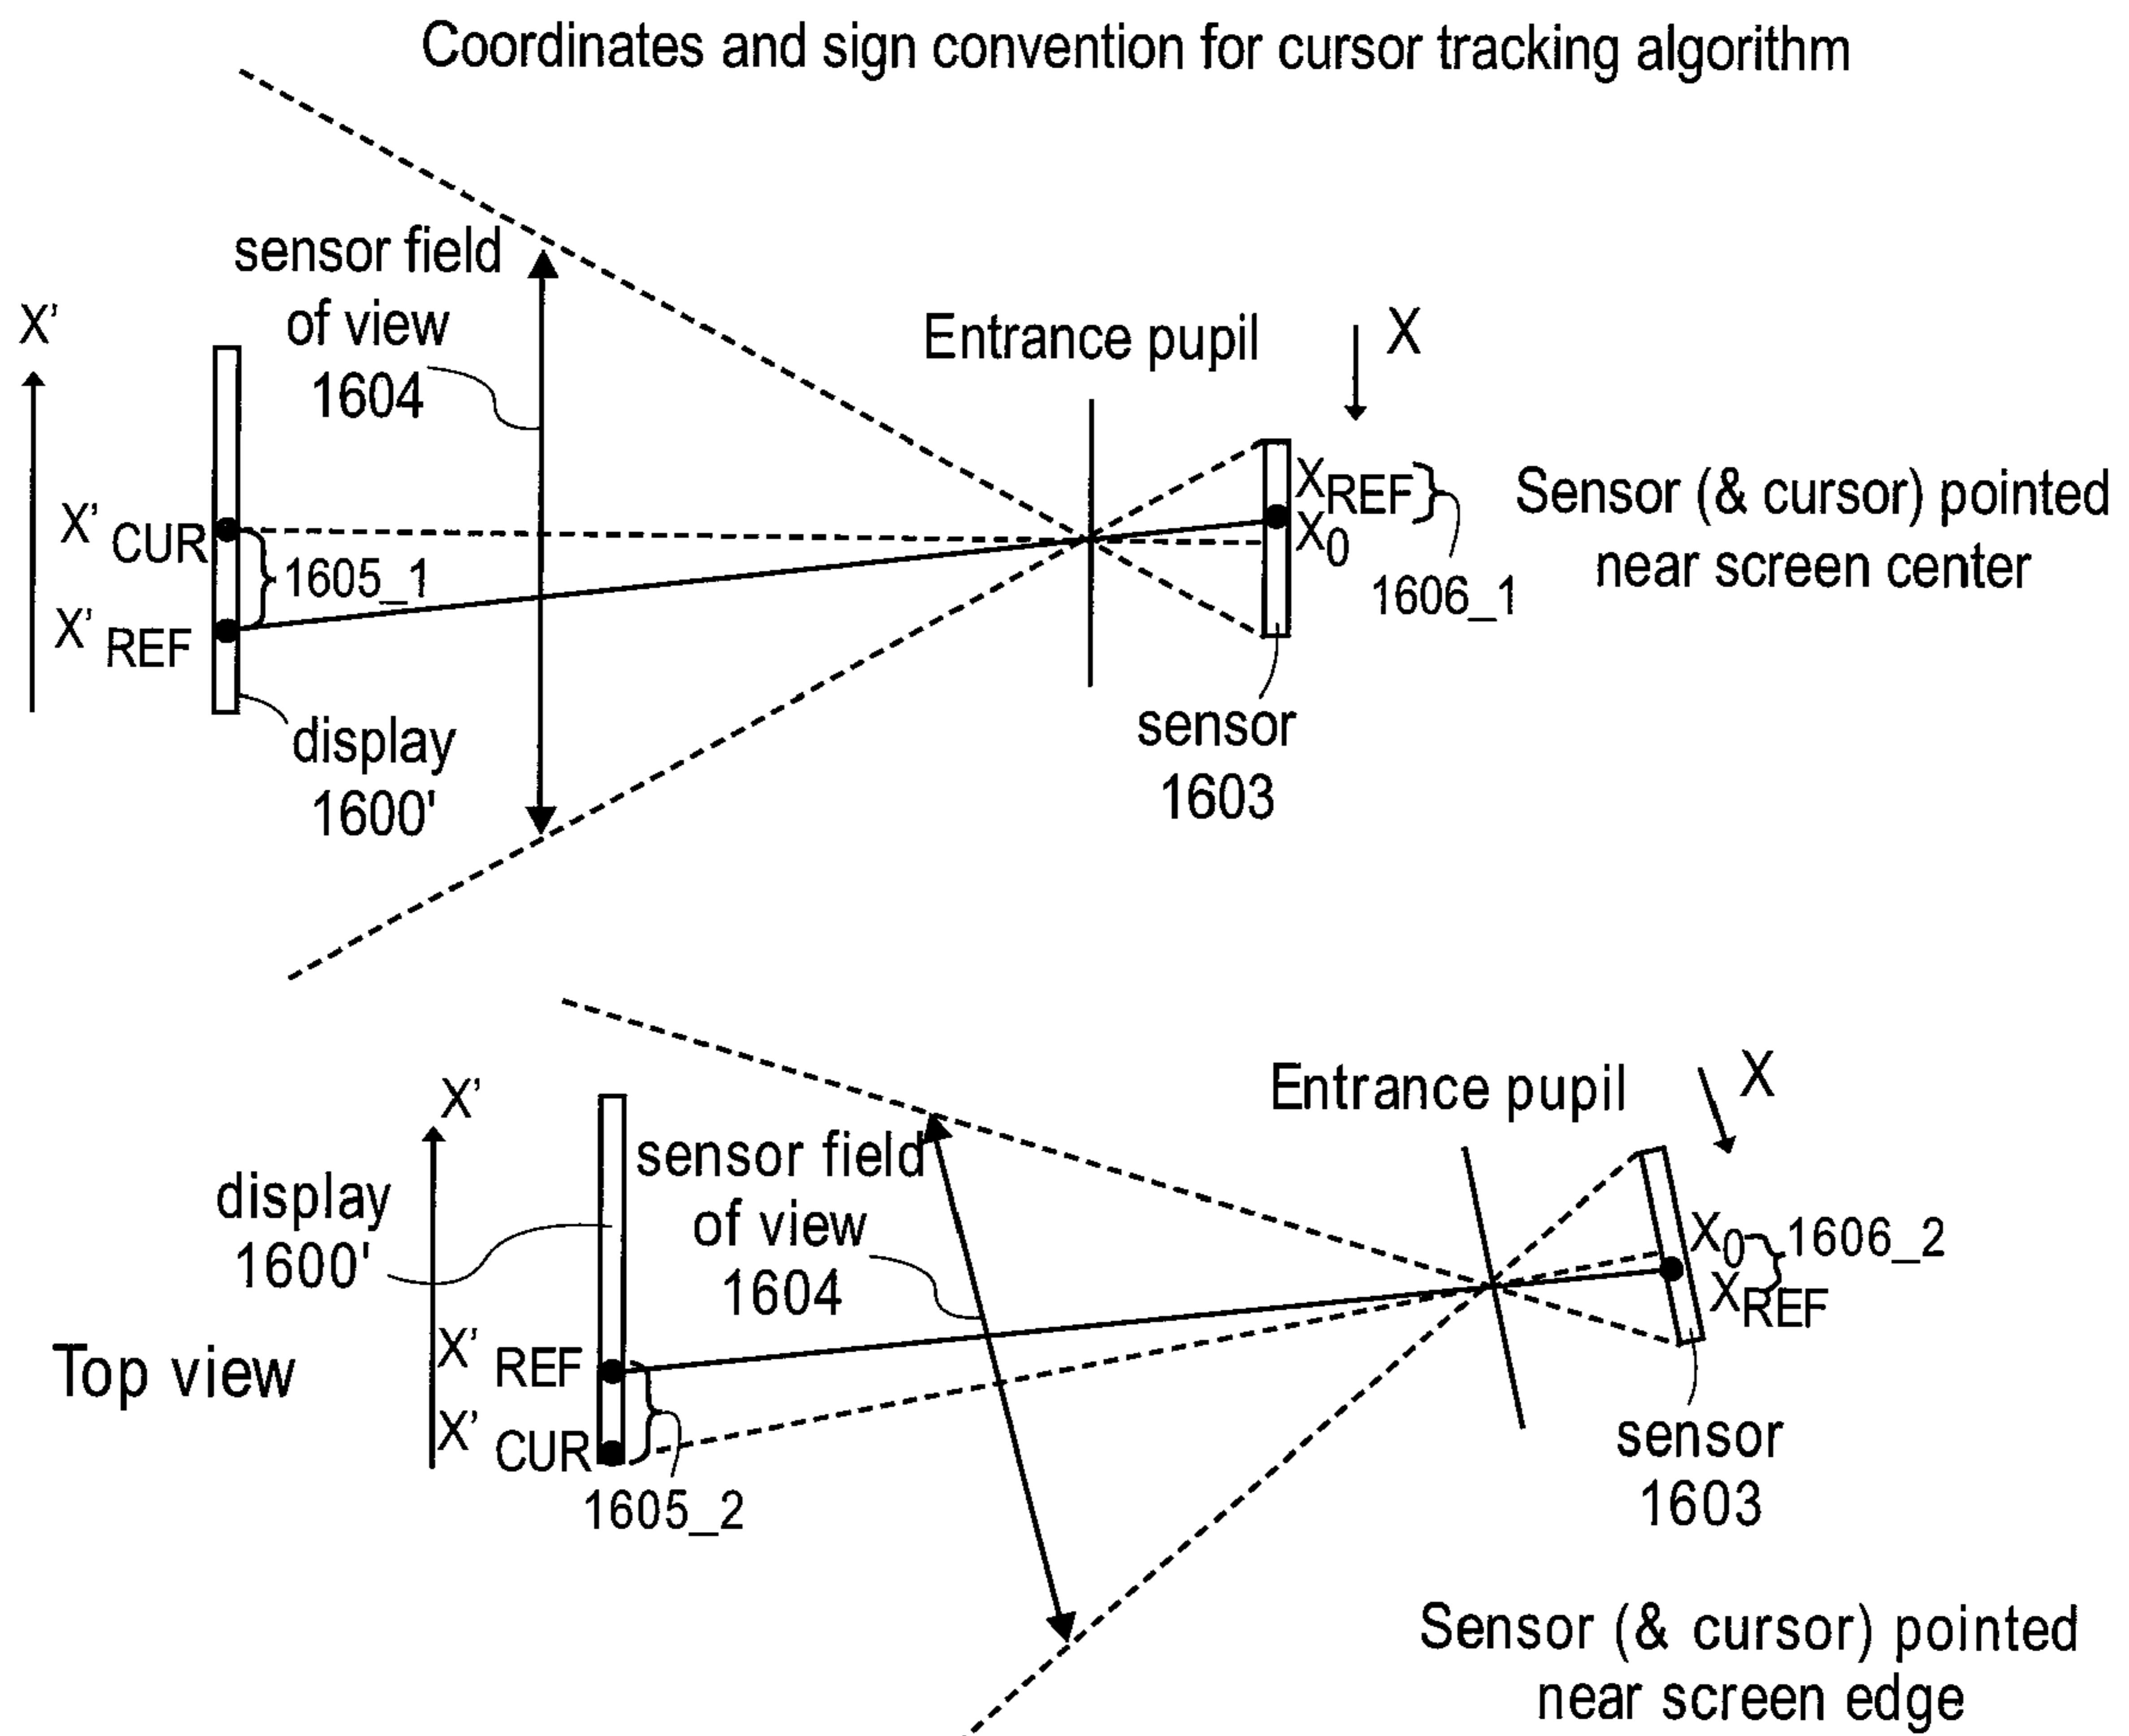 Coordinates and sign convention for cursor tracking algorithm
sensor field
of view
1604
X'
Entrance pupil
X
X' CUR
1605_1
X' REF
display
1600'
XREF
X0
1606_1
Sensor (& cursor) pointed
near screen center
sensor
1603
X'
display
1600'
sensor field
of view
1604
Entrance pupil
X
X0
1606_2
XREF
Top view
X' REF
X' CUR
1605_2
sensor
1603
Sensor (& cursor) pointed
near screen edge